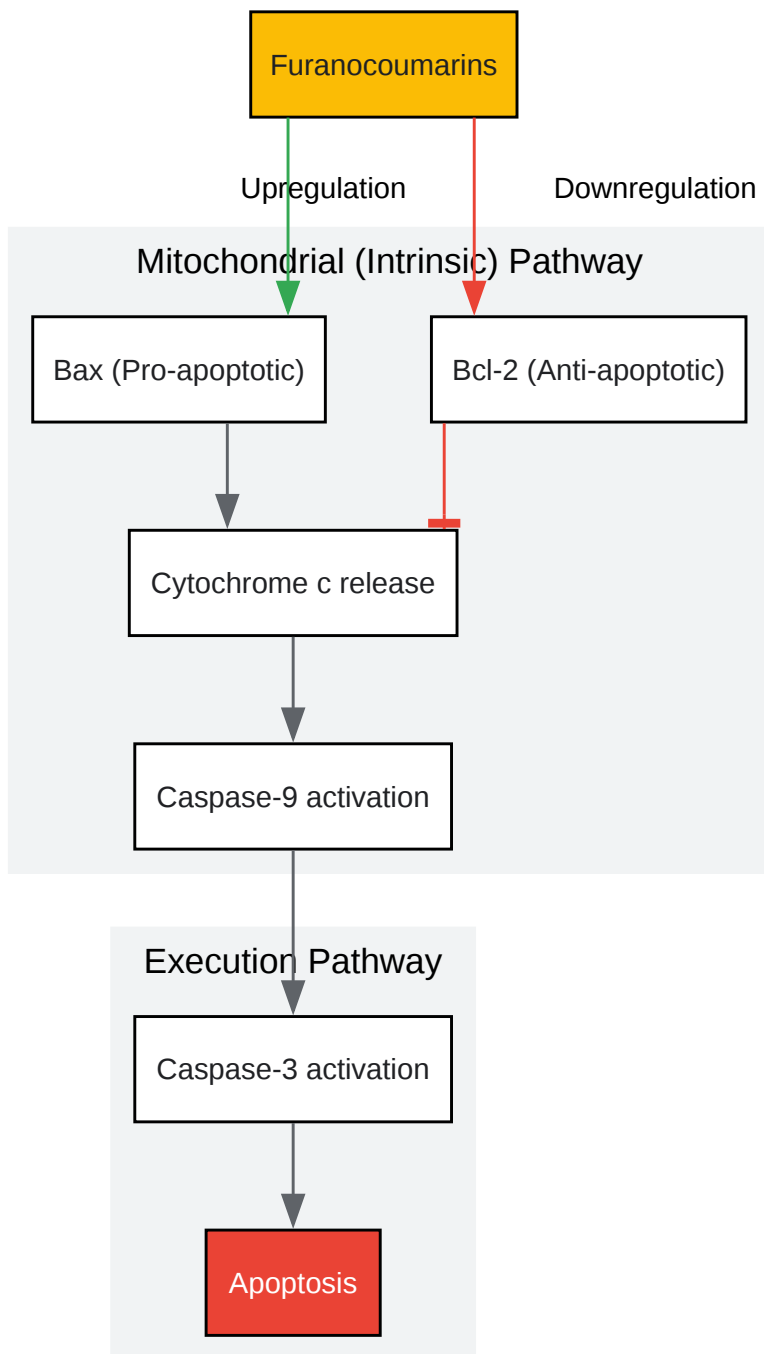 Furanocoumarins
Upregulation
Downregulation
Mitochondrial (Intrinsic) Pathway
Bax (Pro-apoptotic)
Bcl-2 (Anti-apoptotic)
Cytochrome c release
Caspase-9 activation
Execution Pathway
Caspase-3 activation
Apoptosis